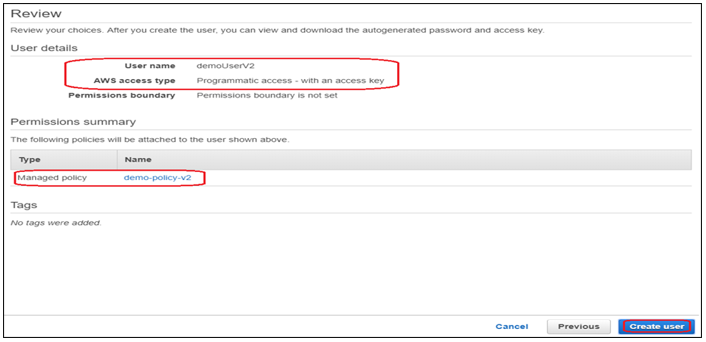 Review
Review your choices. After you create the user, you can view and download the autogenerated password and access key.
User details
User name demoUserV2
AWS access type Programmatic access - with an access key
Permissions boundary Permissions boundary is not set
Permissions summary
The following policies will be attached to the user shown above.
Type Name
Managed policy demo-policy-v2
Tags
No tags were added.
Cancel Previous Create user